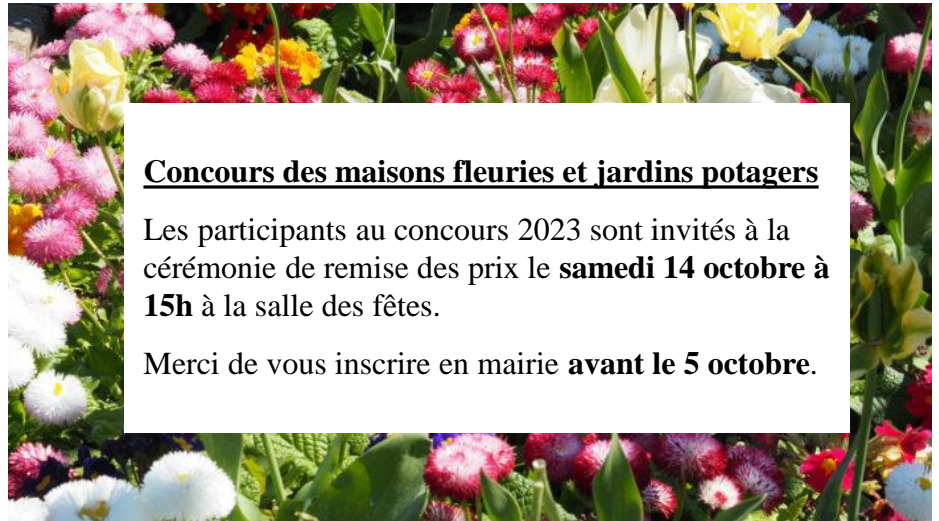 Concours des maisons fleuries et jardins potagers
Les participants au concours 2023 sont invités à la
cérémonie de remise des prix le samedi 14 octobre à
15h à la salle des fêtes.
Merci de vous inscrire en mairie avant le 5 octobre.